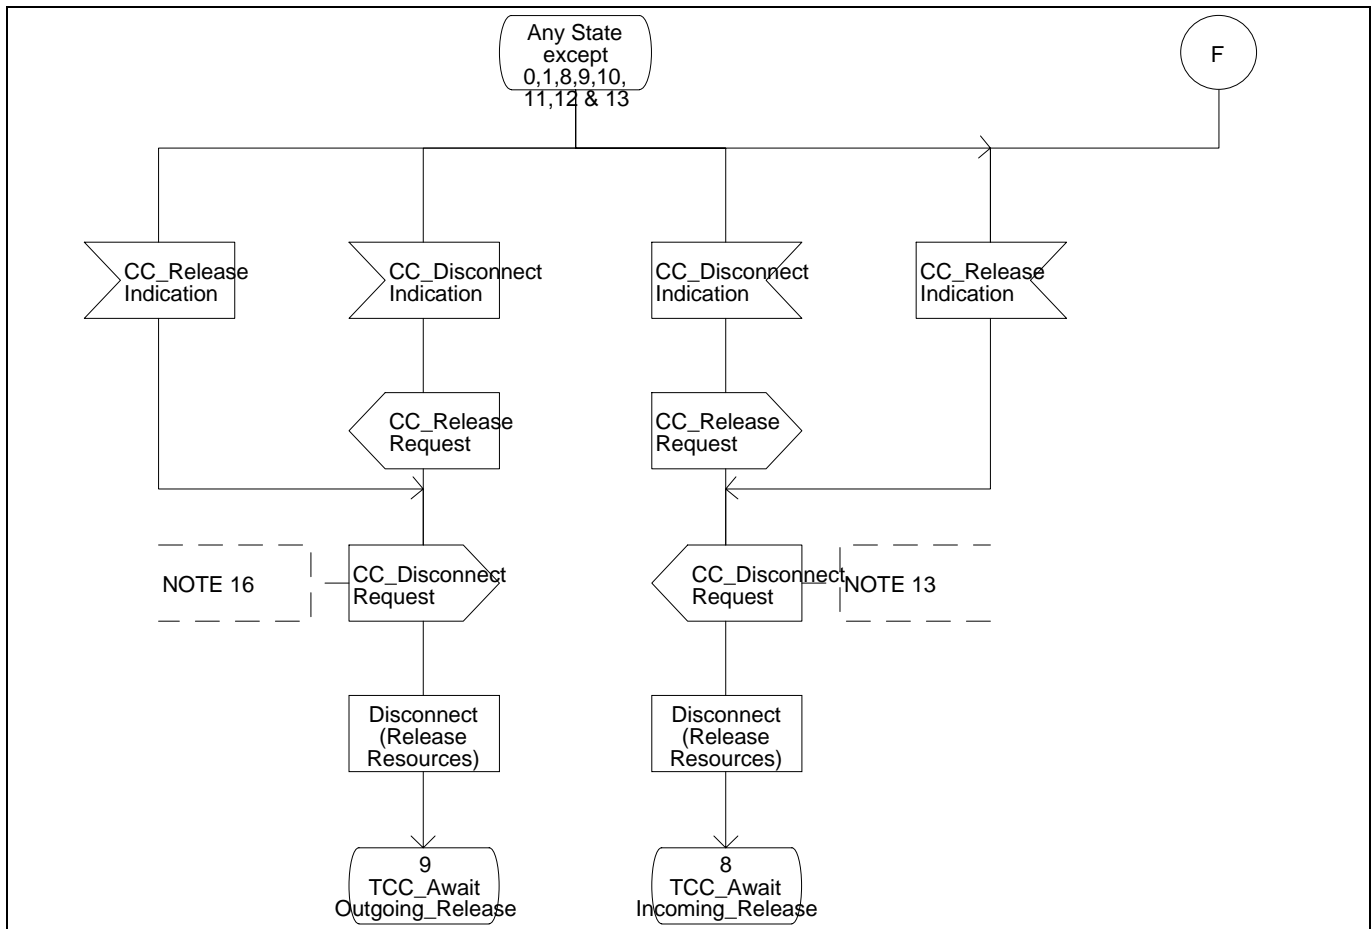 Any State
except
0,1,8,9,10,
11,12 & 13
F
CC_Release
Indication
CC_Disconnect
Indication
CC_Disconnect
Indication
CC_Release
Indication
CC_Release
Request
CC_Release
Request
NOTE 16
CC_Disconnect
Request
CC_Disconnect
Request
NOTE 13
Disconnect
(Release
Resources)
Disconnect
(Release
Resources)
9
TCC_Await
Outgoing_Release
8
TCC_Await
Incoming_Release